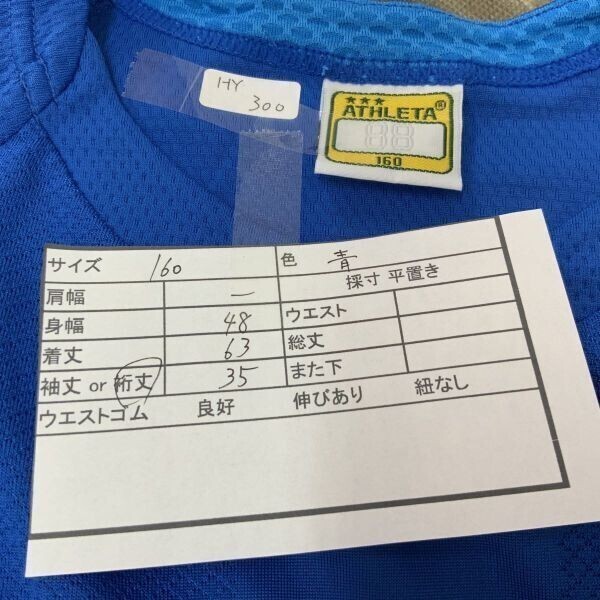 HY
300
★★★
ATHLETA®
88
160
サイズ 160 色 青
肩幅 — 採寸 平置き
身幅 48 ウエスト
着丈 63 総丈
袖丈 or 裄丈 35 また下
ウエストゴム 良好 伸びあり 紐なし